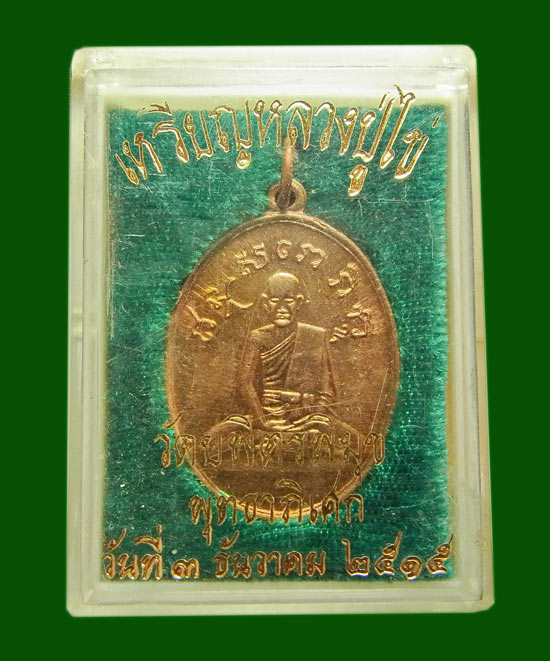 เหรียญหลวงปู่ไข่
วัดบพิตรพิมุข
พุทธาภิเศก
วันที่ ๓ ธันวาคม ๒๕๑๕